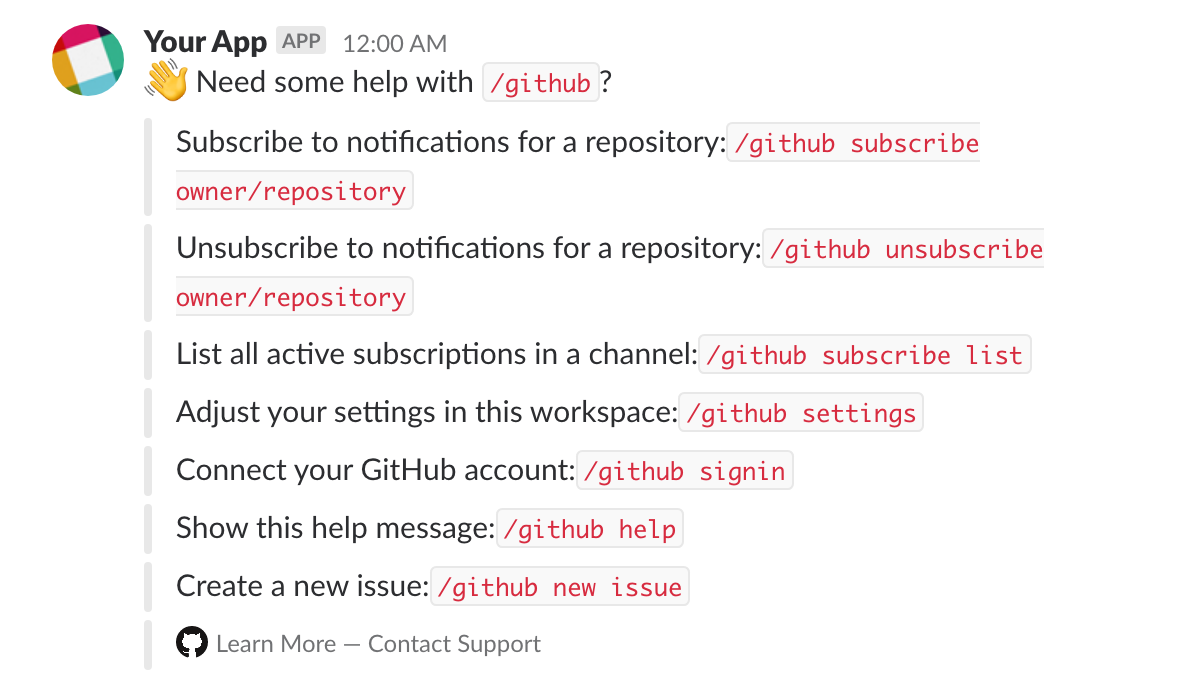 Your App APP 12:00 AM
👋 Need some help with /github?
Subscribe to notifications for a repository: /github subscribe
owner/repository
Unsubscribe to notifications for a repository: /github unsubscribe
owner/repository
List all active subscriptions in a channel: /github subscribe list
Adjust your settings in this workspace: /github settings
Connect your GitHub account: /github signin
Show this help message: /github help
Create a new issue: /github new issue
Learn More — Contact Support